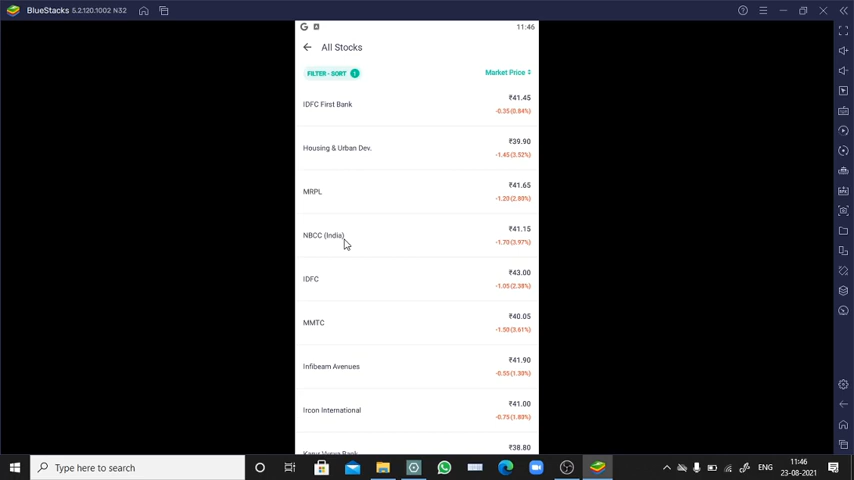 BlueStacks 5.2.120.1002 N32
11:46
All Stocks
FILTER - SORT 1
Market Price
IDFC First Bank
₹41.45
-0.35 (0.84%)
Housing & Urban Dev.
₹39.90
-1.45 (3.52%)
MRPL
₹41.65
-1.20 (2.80%)
NBCC (India)
₹41.15
-1.70 (3.97%)
IDFC
₹43.00
-1.05 (2.38%)
MMTC
₹40.05
-1.50 (3.61%)
Infibeam Avenues
₹41.90
-0.55 (1.30%)
Ircon International
₹41.00
-0.75 (1.80%)
Karur Vysya Bank
₹38.80
Type here to search
ENG
11:46
23-08-2021